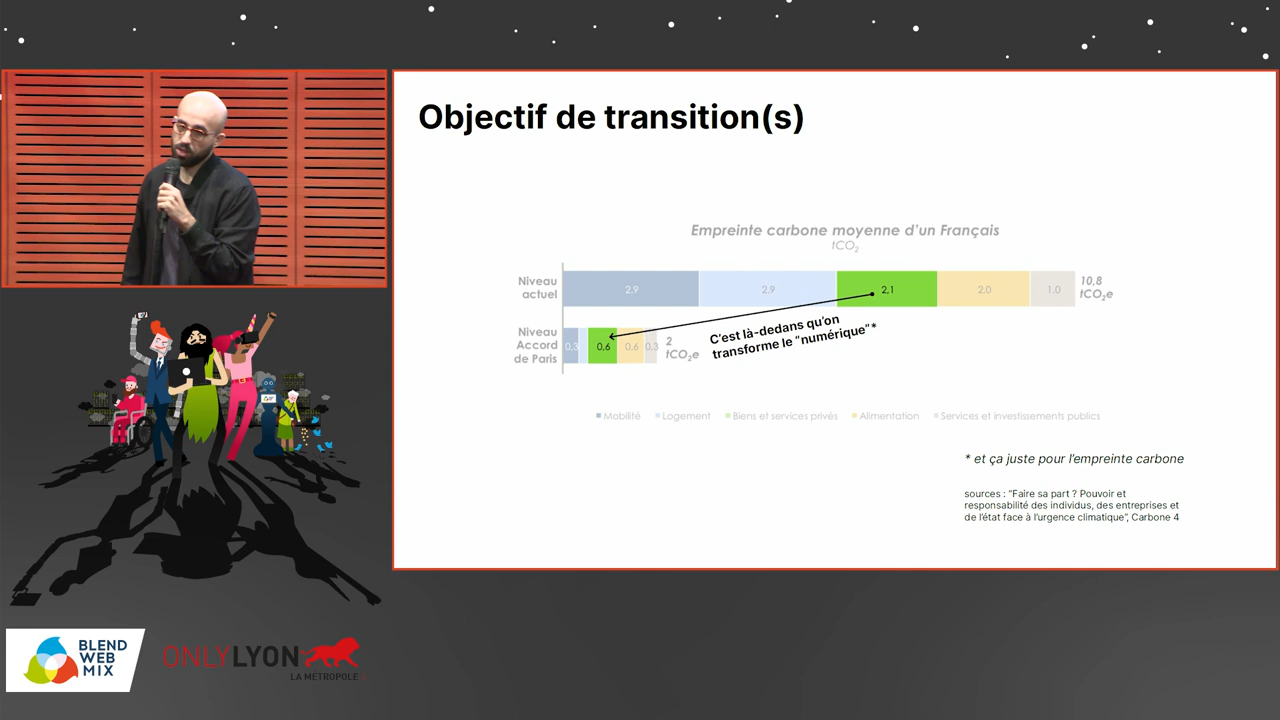 Objectif de transition(s)
Empreinte carbone moyenne d'un Français
tCO2
Niveau
actuel
2.9
2.9
2,1
2.0
1.0
10,8
tCO2e
Niveau
Accord
de Paris
0,3
0,6
0,6
0,3
2
tCO2e
C'est là-dedans qu'on
transforme le "numérique"*
Mobilité
Logement
Biens et services privés
Alimentation
Services et investissements publics
* et ça juste pour l'empreinte carbone
sources : "Faire sa part ? Pouvoir et
responsabilité des individus, des entreprises et
de l'état face à l'urgence climatique", Carbone 4
BLEND
WEB
MIX
ONLYLYON
LA MÉTROPOLE